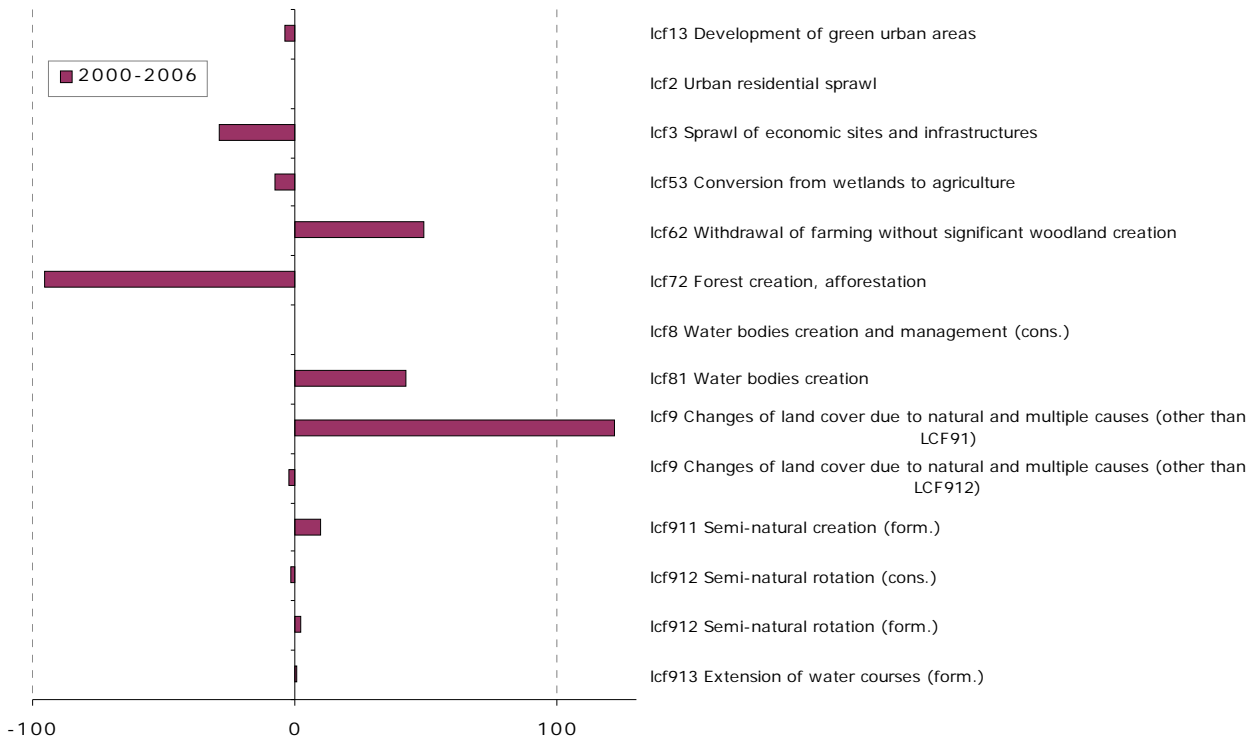 lcf13 Development of green urban areas
2000-2006
lcf2 Urban residential sprawl
lcf3 Sprawl of economic sites and infrastructures
lcf53 Conversion from wetlands to agriculture
lcf62 Withdrawal of farming without significant woodland creation
lcf72 Forest creation, afforestation
lcf8 Water bodies creation and management (cons.)
lcf81 Water bodies creation
lcf9 Changes of land cover due to natural and multiple causes (other than
LCF91)
lcf9 Changes of land cover due to natural and multiple causes (other than
LCF912)
lcf911 Semi-natural creation (form.)
lcf912 Semi-natural rotation (cons.)
lcf912 Semi-natural rotation (form.)
lcf913 Extension of water courses (form.)
-100 0 100